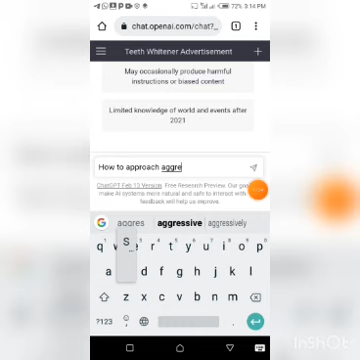 72% 3:14 PM
chat.openai.com/chat?
1
Teeth Whitener Advertisement
May occasionally produce harmful
instructions or biased content
Limited knowledge of world and events after
2021
How to approach aggre
ChatGPT Feb 13 Version. Free Research Preview. Our goal
make AI systems more natural and safe to interact with
feedback will help us improve.
G aggres aggressive aggressively
S
q w e r t y u i o p
a d f g h j k l
z x c v b n m
?123 .
InShOt